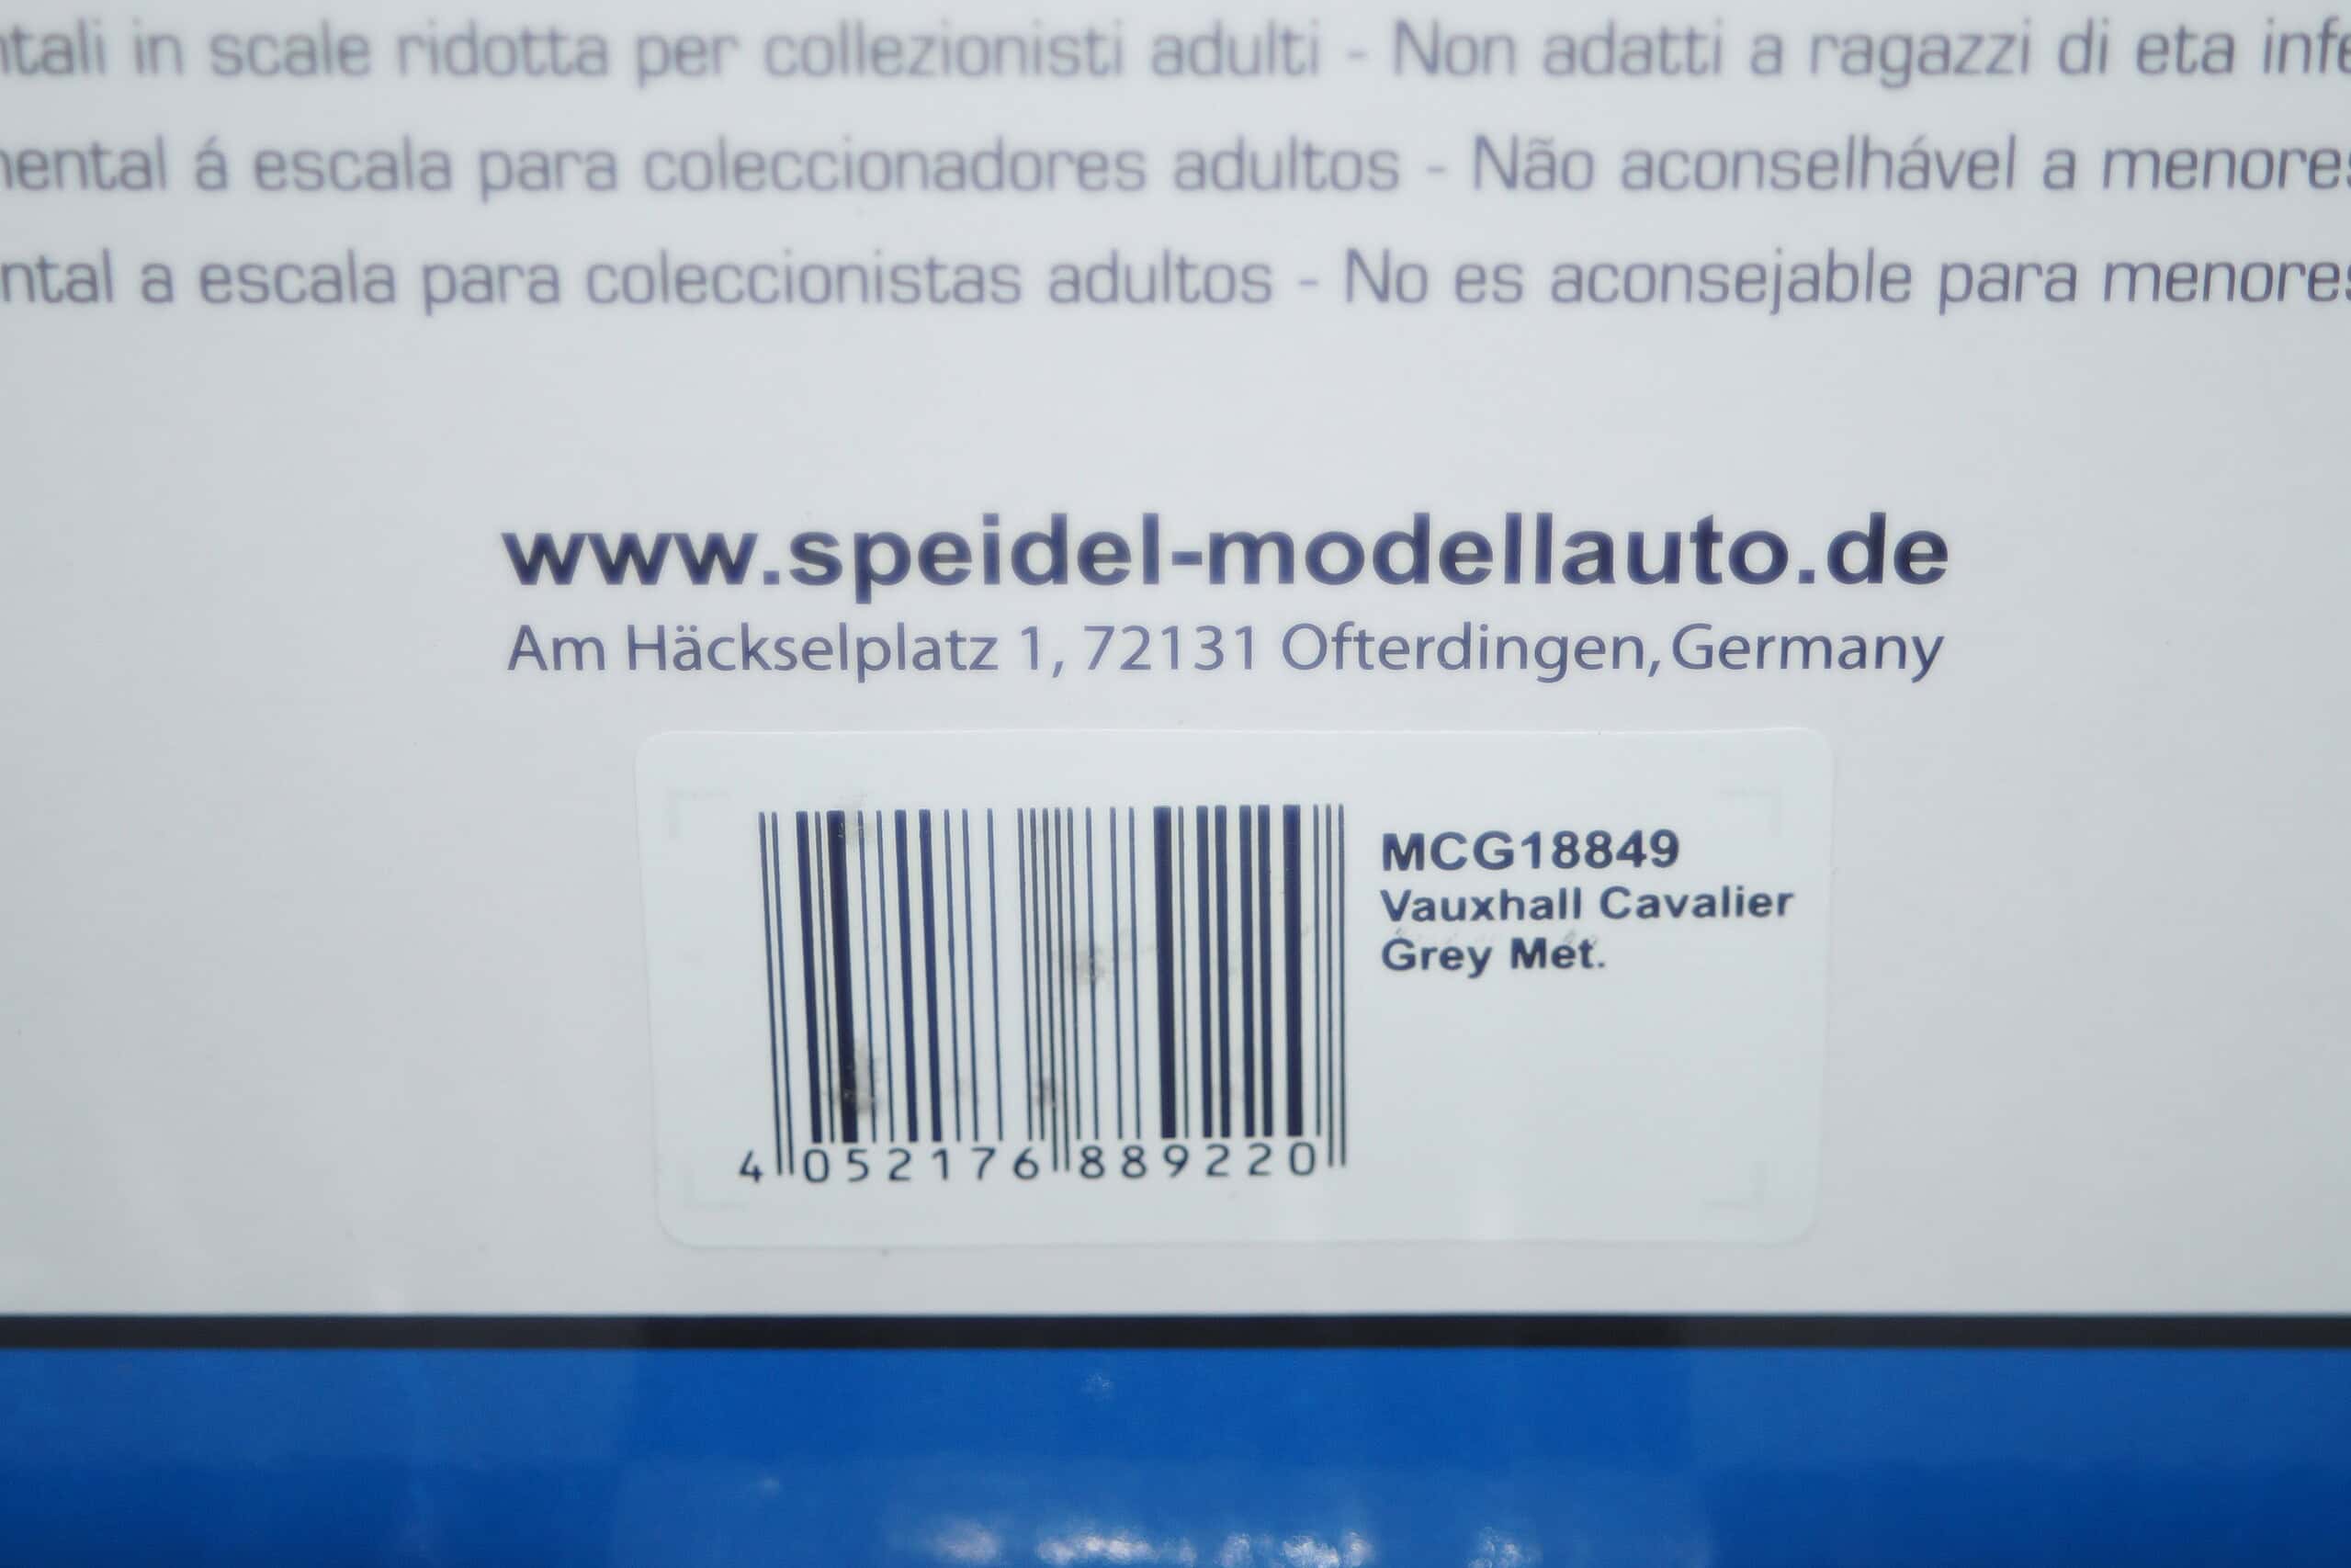 ntali in scale ridotta per collezionisti adulti - Non adatti a ragazzi di eta infe
mental á escala para coleccionadores adultos - Não aconselhável a menores
ntal a escala para coleccionistas adultos - No es aconsejable para menores
www.speidel-modellauto.de
Am Häckselplatz 1, 72131 Ofterdingen, Germany
MCG18849
Vauxhall Cavalier
Grey Met.
4 052176 889220